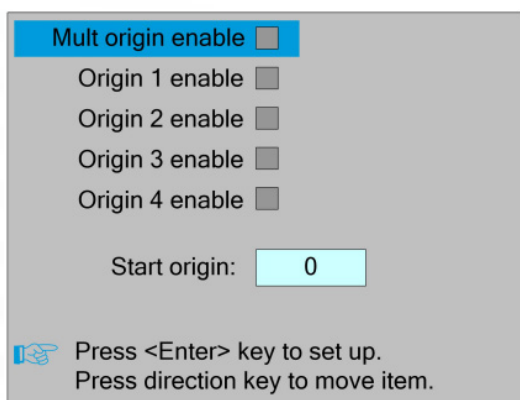 Mult origin enable
Origin 1 enable
Origin 2 enable
Origin 3 enable
Origin 4 enable
Start origin: 0
Press <Enter> key to set up.
Press direction key to move item.